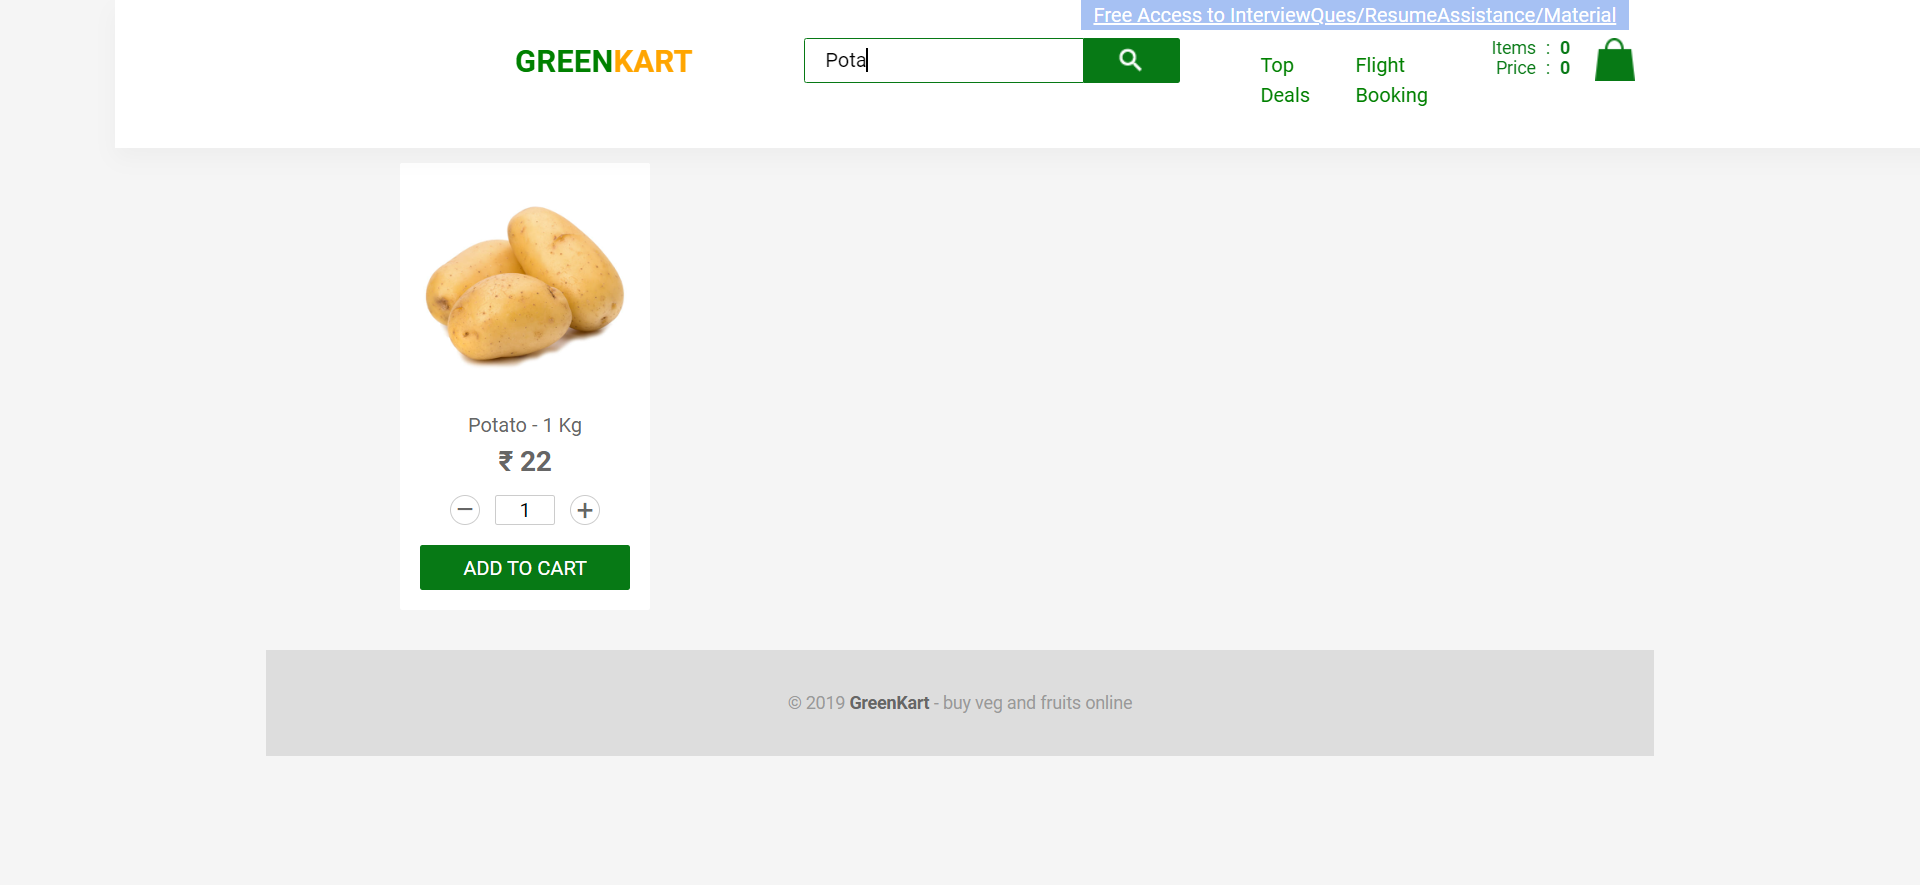 Free Access to InterviewQues/ResumeAssistance/Material
GREENKART
Pota
Top
Deals
Flight
Booking
Items : 0
Price : 0
Potato - 1 Kg
₹ 22
− 1 +
ADD TO CART
© 2019 GreenKart - buy veg and fruits online